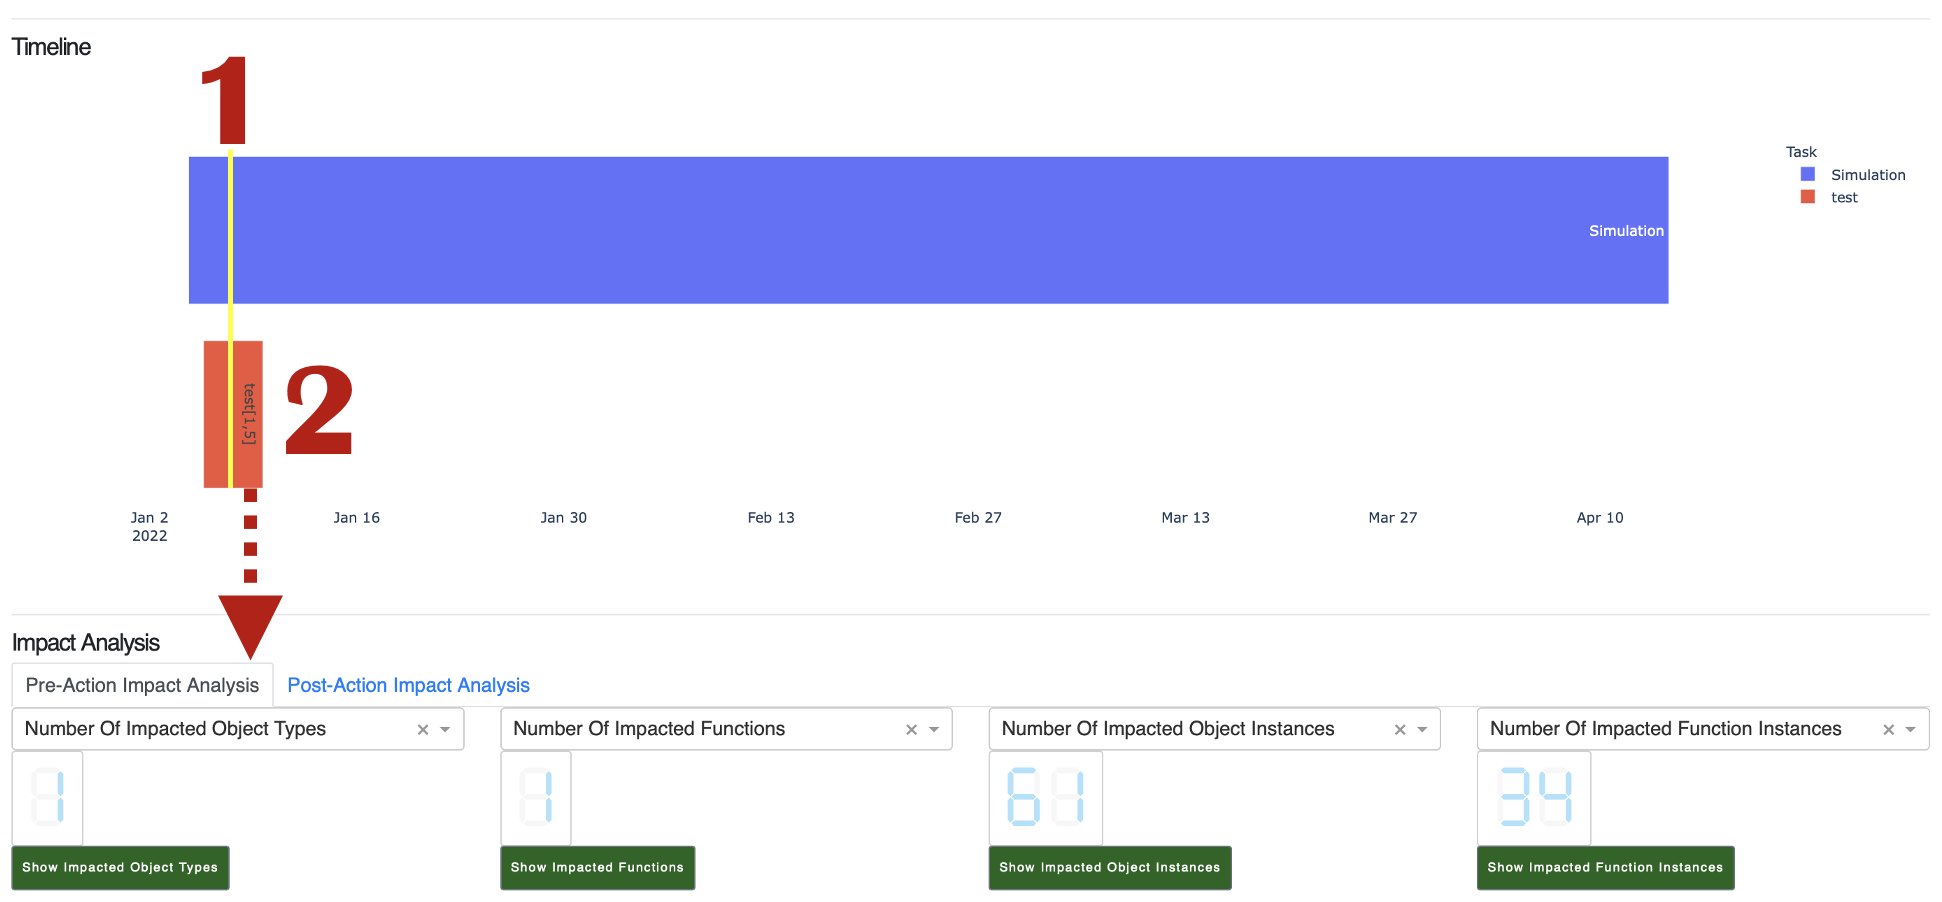 Timeline
1
Task
Simulation
test
Simulation
test[1,5]
2
Jan 2 Jan 16 Jan 30 Feb 13 Feb 27 Mar 13 Mar 27 Apr 10
2022
Impact Analysis
Pre-Action Impact Analysis Post-Action Impact Analysis
Number Of Impacted Object Types × Number Of Impacted Functions × Number Of Impacted Object Instances × Number Of Impacted Function Instances ×
1 1 61 34
Show Impacted Object Types Show Impacted Functions Show Impacted Object Instances Show Impacted Function Instances